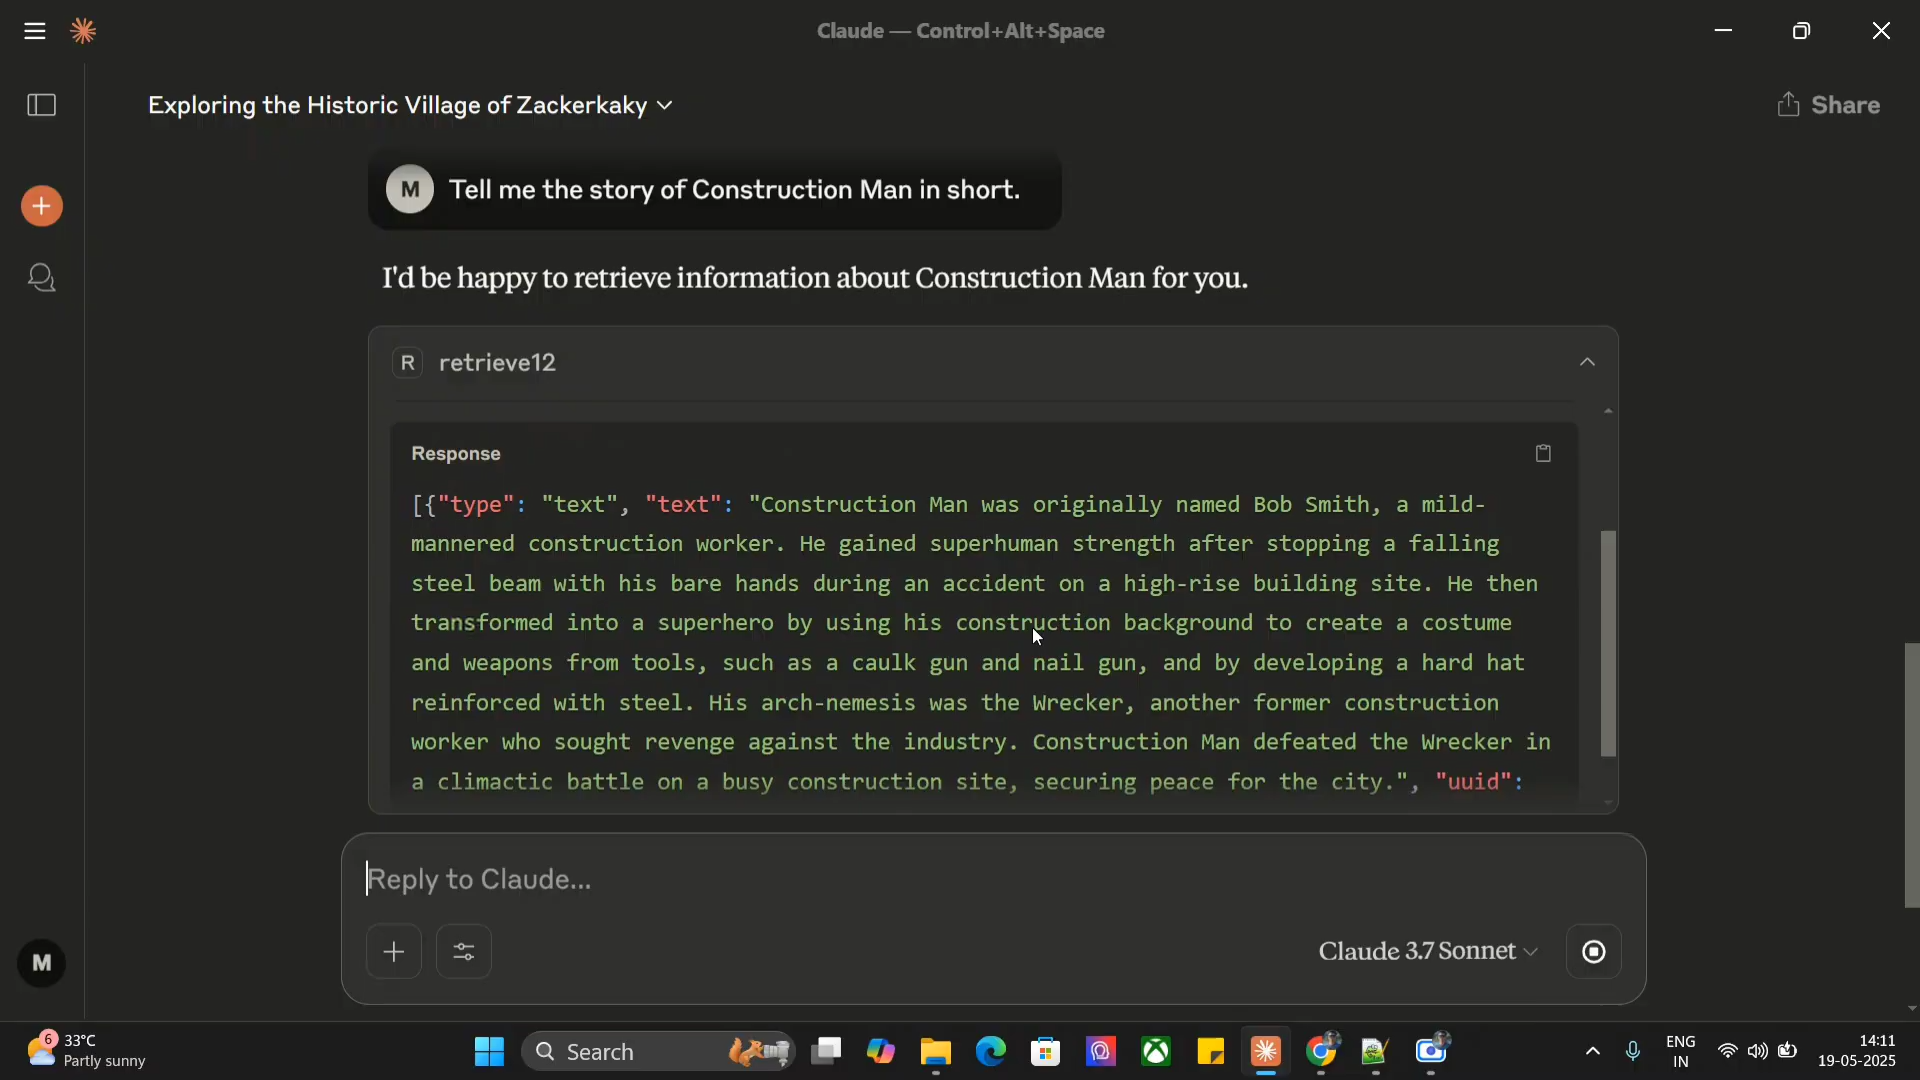 Claude — Control+Alt+Space
Exploring the Historic Village of Zackerkaky
Share
M
Tell me the story of Construction Man in short.
I'd be happy to retrieve information about Construction Man for you.
R
retrieve12
Response
[{"type": "text", "text": "Construction Man was originally named Bob Smith, a mild-
mannered construction worker. He gained superhuman strength after stopping a falling
steel beam with his bare hands during an accident on a high-rise building site. He then
transformed into a superhero by using his construction background to create a costume
and weapons from tools, such as a caulk gun and nail gun, and by developing a hard hat
reinforced with steel. His arch-nemesis was the Wrecker, another former construction
worker who sought revenge against the industry. Construction Man defeated the Wrecker in
a climactic battle on a busy construction site, securing peace for the city.", "uuid":
Reply to Claude...
Claude 3.7 Sonnet
M
6
33°C
Partly sunny
Search
ENG
IN
14:11
19-05-2025